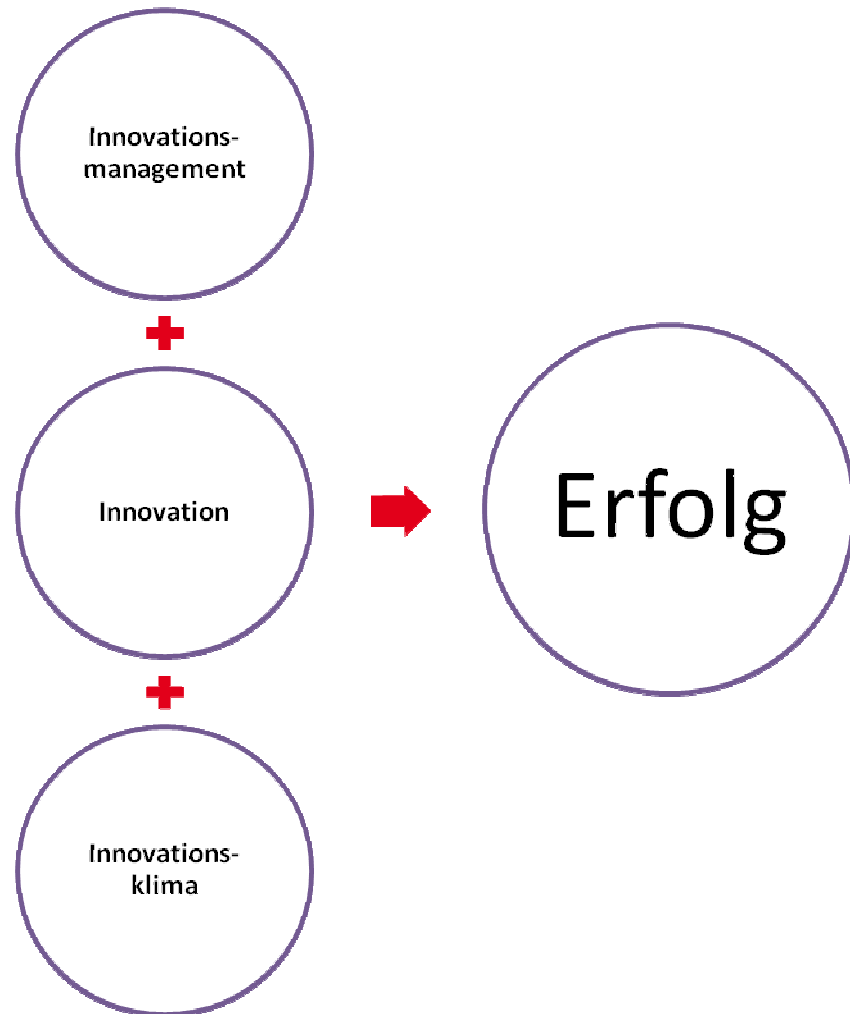 Innovations-
management
Innovation
Erfolg
Innovations-
klima